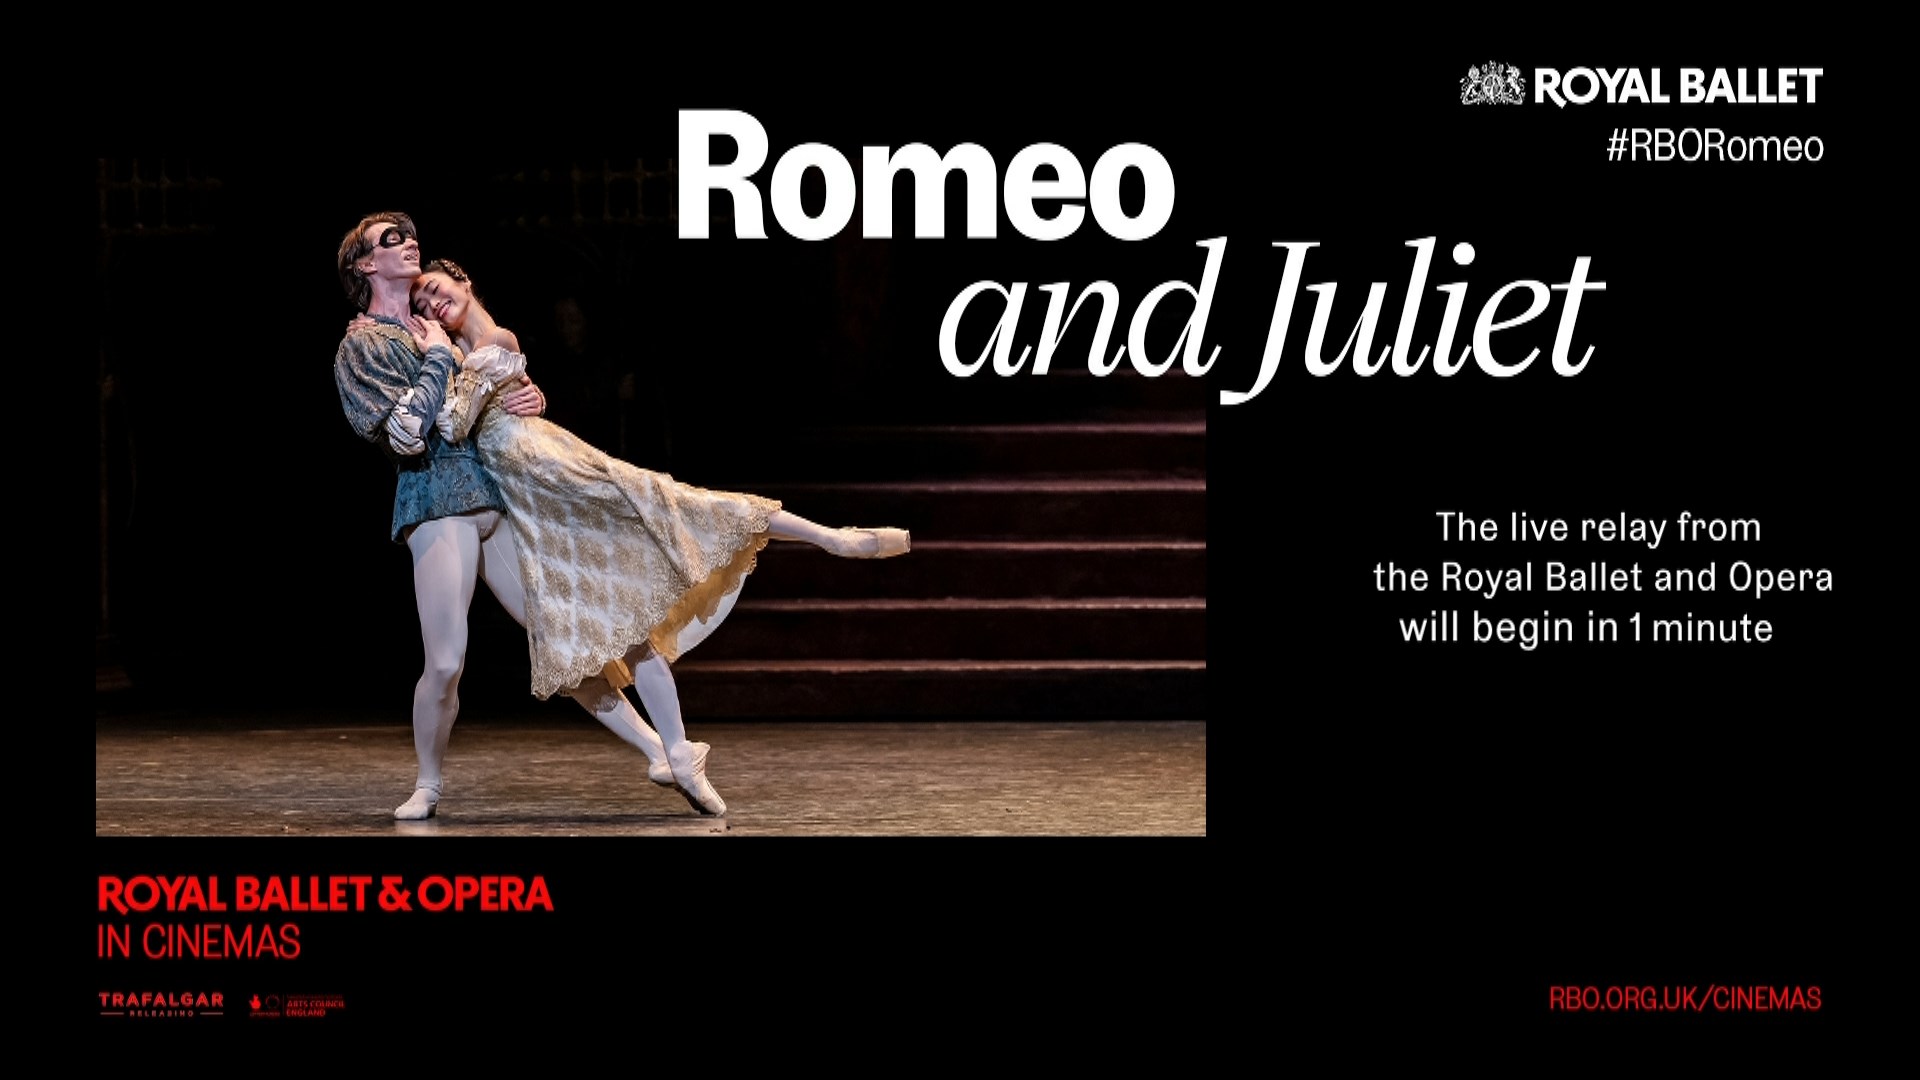 ROYAL BALLET
#RBORomeo
Romeo
and Juliet
The live relay from
the Royal Ballet and Opera
will begin in 1 minute
ROYAL BALLET & OPERA
IN CINEMAS
TRAFALGAR
RELEASING
ARTS COUNCIL
ENGLAND
RBO.ORG.UK/CINEMAS